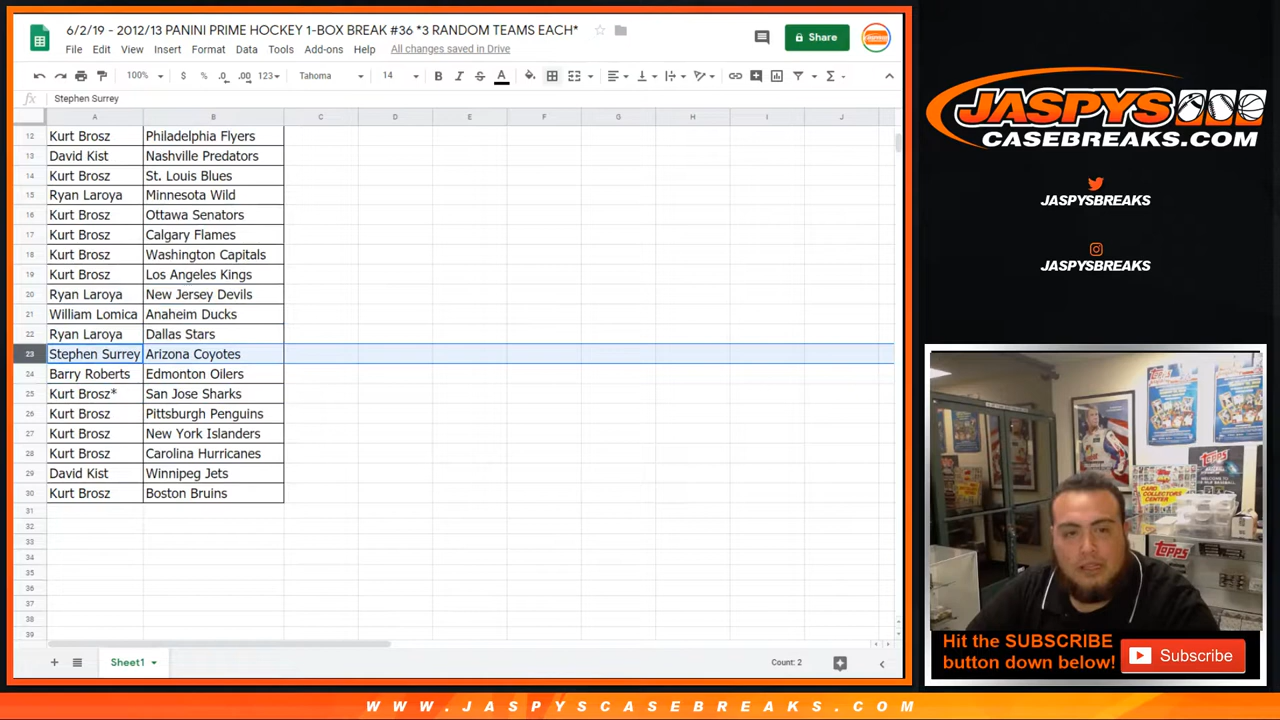 6/2/19 - 2012/13 PANINI PRIME HOCKEY 1-BOX BREAK #36 *3 RANDOM TEAMS EACH*
File Edit View Insert Format Data Tools Add-ons Help All changes saved in Drive
Share
100% $ % .0 .00 123 Tahoma 14 B I S A
fx Stephen Surrey
A B C D E F G H I J
12 Kurt Brosz Philadelphia Flyers
13 David Kist Nashville Predators
14 Kurt Brosz St. Louis Blues
15 Ryan Laroya Minnesota Wild
16 Kurt Brosz Ottawa Senators
17 Kurt Brosz Calgary Flames
18 Kurt Brosz Washington Capitals
19 Kurt Brosz Los Angeles Kings
20 Ryan Laroya New Jersey Devils
21 William Lomica Anaheim Ducks
22 Ryan Laroya Dallas Stars
23 Stephen Surrey Arizona Coyotes
24 Barry Roberts Edmonton Oilers
25 Kurt Brosz* San Jose Sharks
26 Kurt Brosz Pittsburgh Penguins
27 Kurt Brosz New York Islanders
28 Kurt Brosz Carolina Hurricanes
29 David Kist Winnipeg Jets
30 Kurt Brosz Boston Bruins
31
32
33
34
35
36
37
38
39
Sheet1
Count: 2
JASPYS
CASEBREAKS.COM
JASPYSBREAKS
JASPYSBREAKS
Topps
Topps
topps
CARD
COLLECTORS
CENTER
Topps
Hit the SUBSCRIBE
button down below!
Subscribe
WWW.JASPYSCASEBREAKS.COM